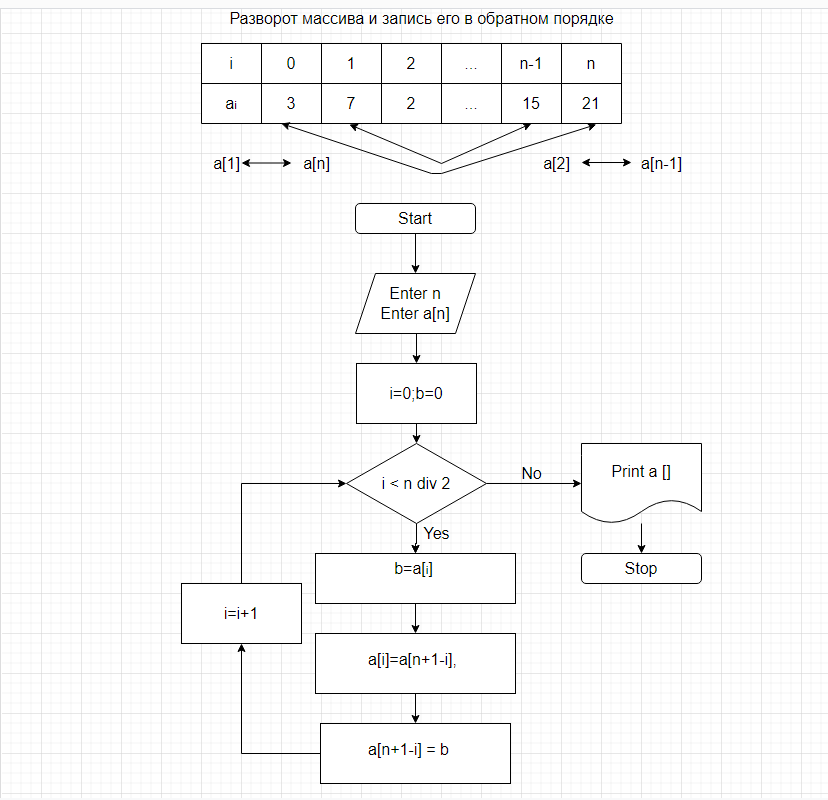 Разворот массива и запись его в обратном порядке
i 0 1 2 ... n-1 n
ai 3 7 2 ... 15 21
a[1] a[n] a[2] a[n-1]
Start
Enter n
Enter a[n]
i=0;b=0
i < n div 2
No
Print a []
Yes
Stop
b=a[i]
i=i+1
a[i]=a[n+1-i],
a[n+1-i] = b